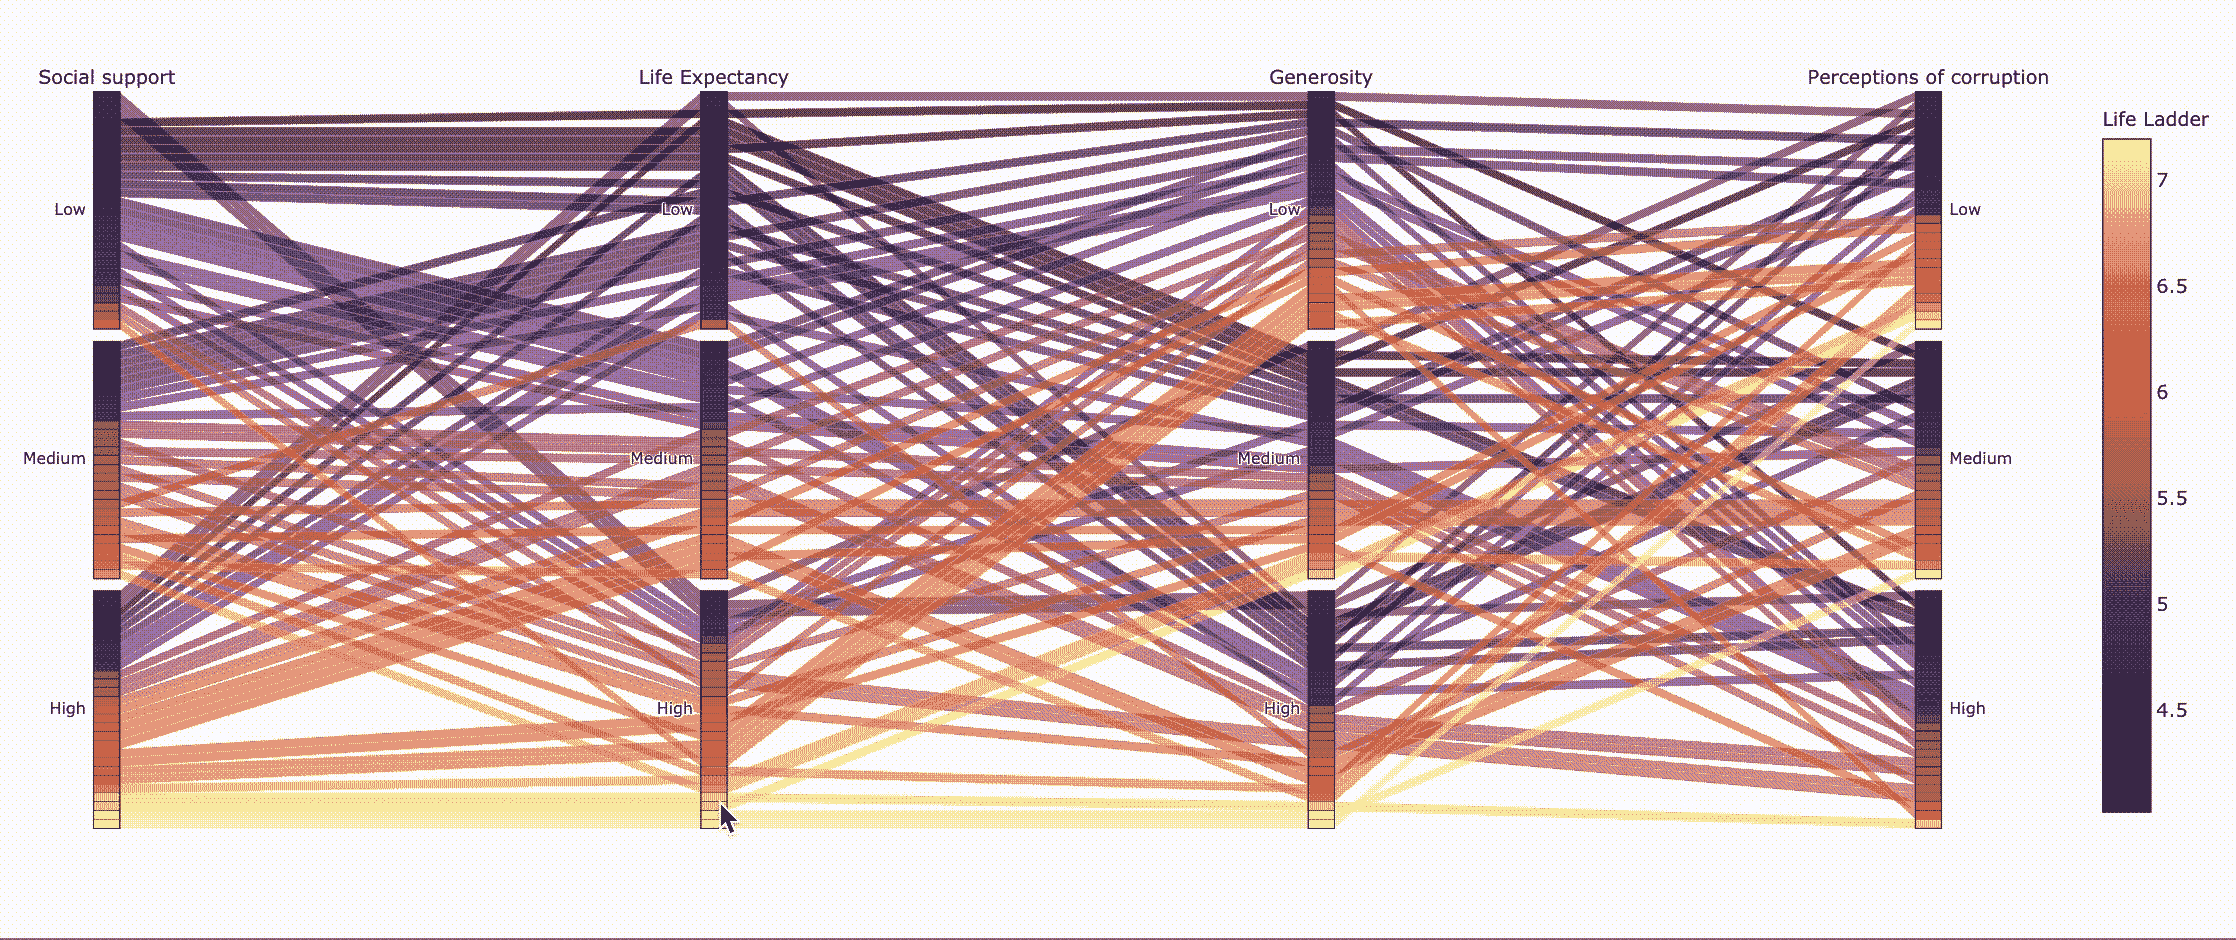 Social support
Life Expectancy
Generosity
Perceptions of corruption
Life Ladder
7
6.5
6
5.5
5
4.5
Low
Medium
High
Low
Medium
High
Low
Medium
High
Low
Medium
High